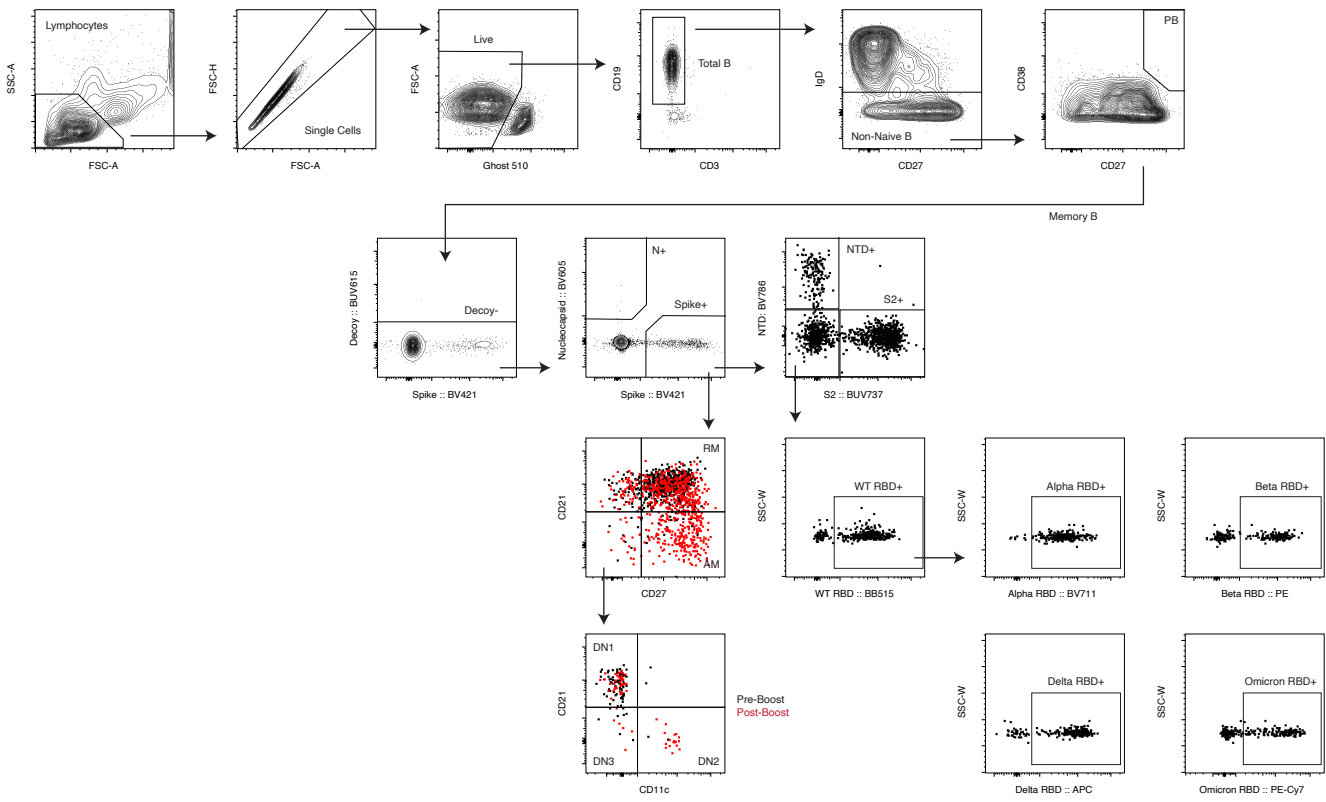 Lymphocytes
SSC-A
FSC-A
FSC-H
Single Cells
FSC-A
Live
FSC-A
Ghost 510
CD19
Total B
CD3
IgD
Non-Naive B
CD27
PB
CD38
CD27
Memory B
Decoy :: BUV615
Decoy-
Spike :: BV421
Nucleocapsid :: BV605
N+
Spike+
Spike :: BV421
NTD: BV786
NTD+
S2+
S2 :: BUV737
CD21
RM
AM
CD27
SSC-W
WT RBD+
WT RBD :: BB515
SSC-W
Alpha RBD+
Alpha RBD :: BV711
SSC-W
Beta RBD+
Beta RBD :: PE
CD21
DN1
DN3
DN2
CD11c
Pre-Boost
Post-Boost
SSC-W
Delta RBD+
Delta RBD :: APC
SSC-W
Omicron RBD+
Omicron RBD :: PE-Cy7